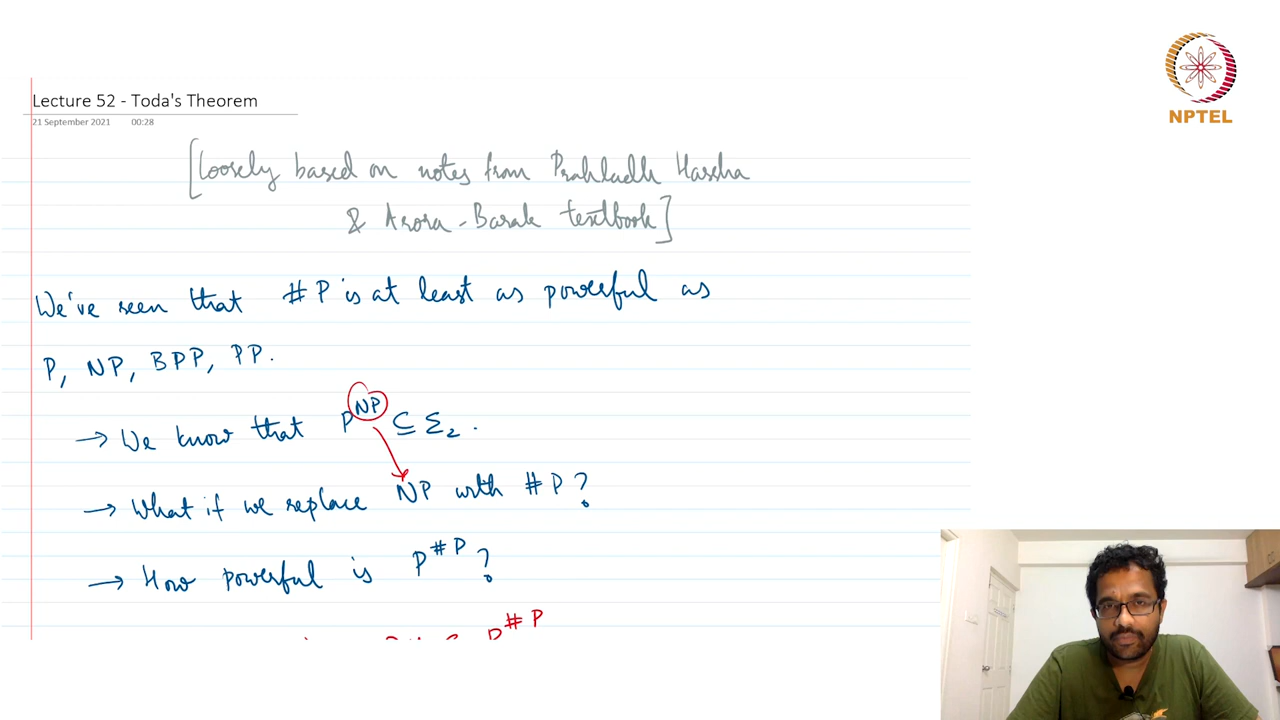 NPTEL
Lecture 52 - Toda's Theorem
21 September 2021 00:28
[Loosely based on notes from Prahladh Harsha
& Arora-Barak textbook]
We've seen that #P is at least as powerful as
P, NP, BPP, PP.
→ We know that P^NP ⊆ Σ₂.
→ What if we replace NP with #P?
→ How powerful is P^#P?
P^#P